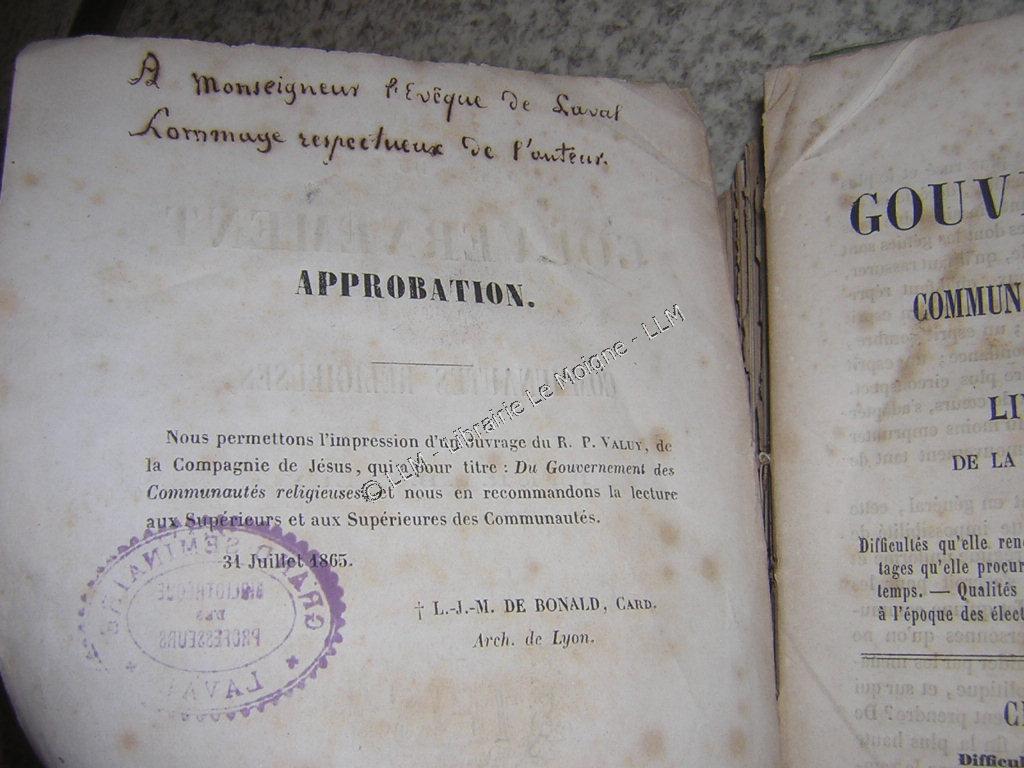 A Monseigneur l'Evêque de Laval
Hommage respectueux de l'auteur.
APPROBATION.
Nous permettons l'impression d'un ouvrage du R. P. VALUY, de
la Compagnie de Jésus, qui a pour titre : Du Gouvernement des
Communautés religieuses, et nous en recommandons la lecture
aux Supérieurs et aux Supérieures des Communautés.
31 Juillet 1865.
† L.-J.-M. DE BONALD, CARD.
Arch. de Lyon.
GRAND SEMINAIRE
BIBLIOTHEQUE
DES
PROFESSEURS
LAVAL
© LLM - Librairie Le Moigne - LLM
GOUV
COMMUN
LI
DE LA
Difficultés qu'elle ren
tages qu'elle procur
temps. — Qualités
à l'époque des élect
C
Difficul